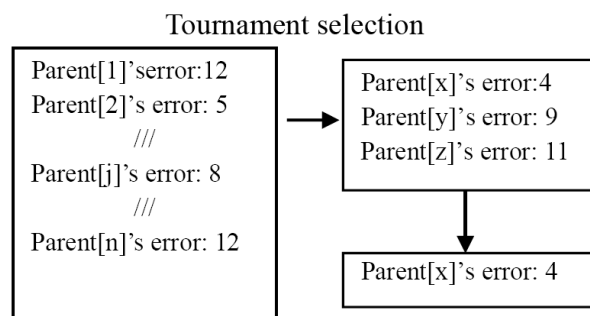 Tournament selection
Parent[1]’serror:12
Parent[2]’s error: 5
///
Parent[j]’s error: 8
///
Parent[n]’s error: 12
Parent[x]’s error:4
Parent[y]’s error: 9
Parent[z]’s error: 11
Parent[x]’s error: 4